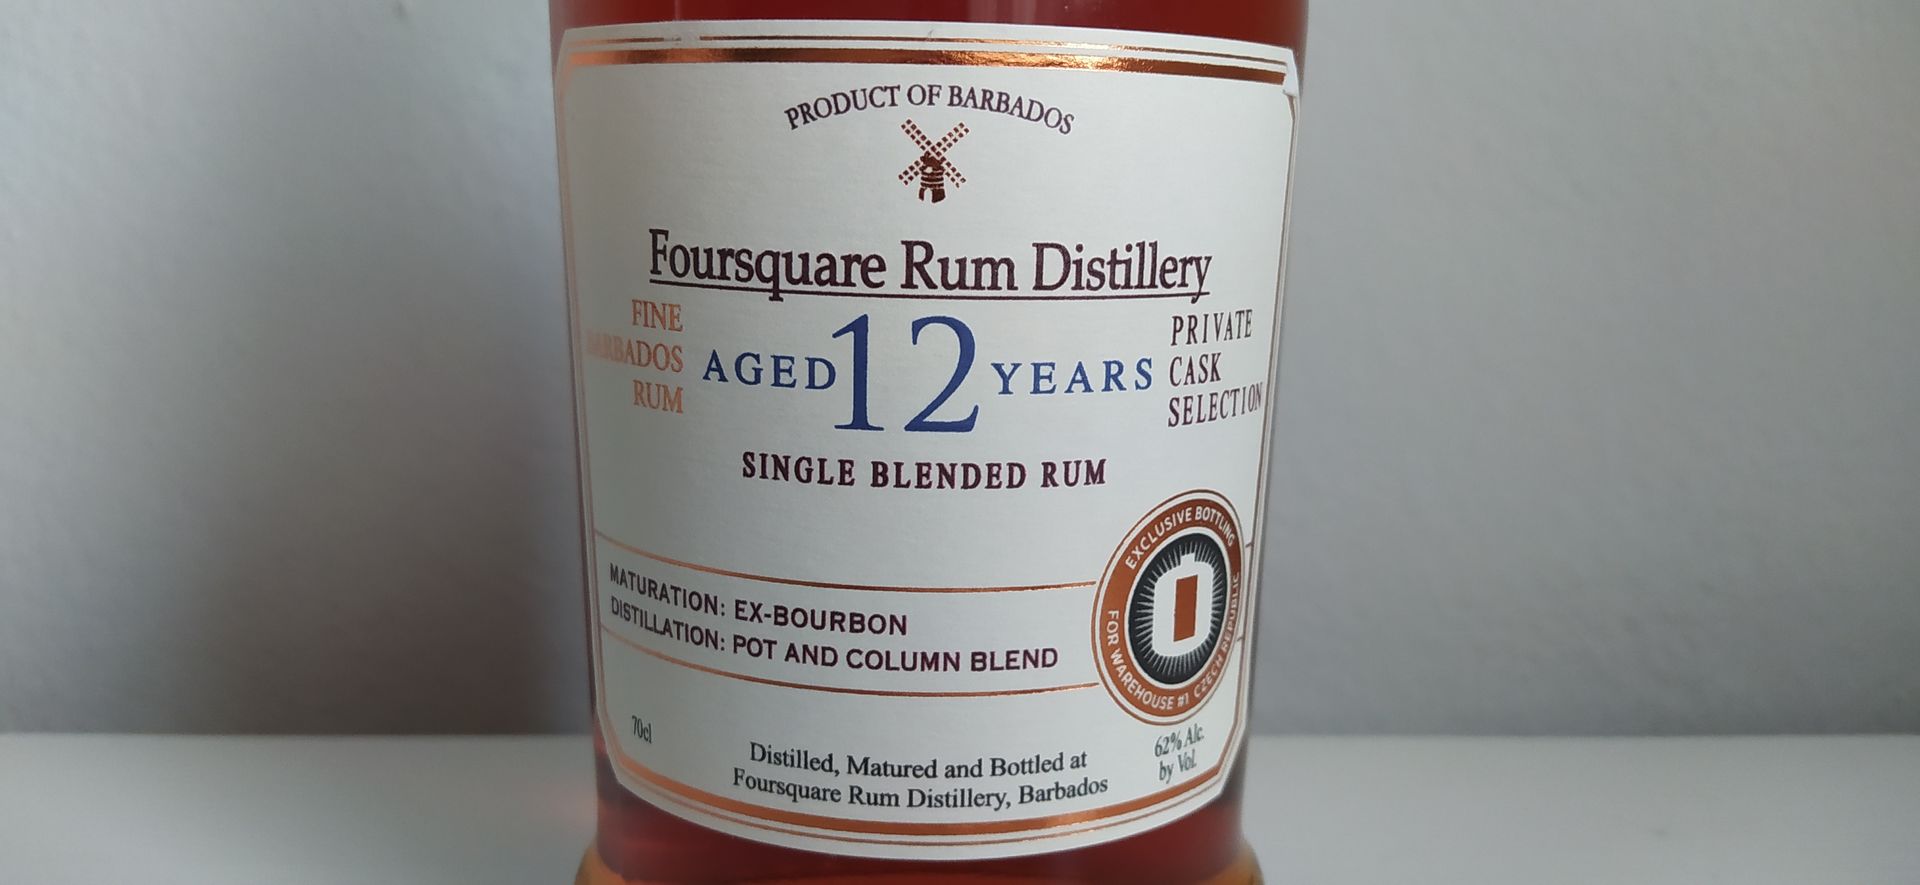 PRODUCT OF BARBADOS
Foursquare Rum Distillery
FINE
BARBADOS
RUM
AGED 12 YEARS
PRIVATE
CASK
SELECTION
SINGLE BLENDED RUM
MATURATION: EX-BOURBON
DISTILLATION: POT AND COLUMN BLEND
EXCLUSIVE BOTTLING
FOR WAREHOUSE #1 CZECH REPUBLIC
70cl
Distilled, Matured and Bottled at
Foursquare Rum Distillery, Barbados
62% Alc.
by Vol.